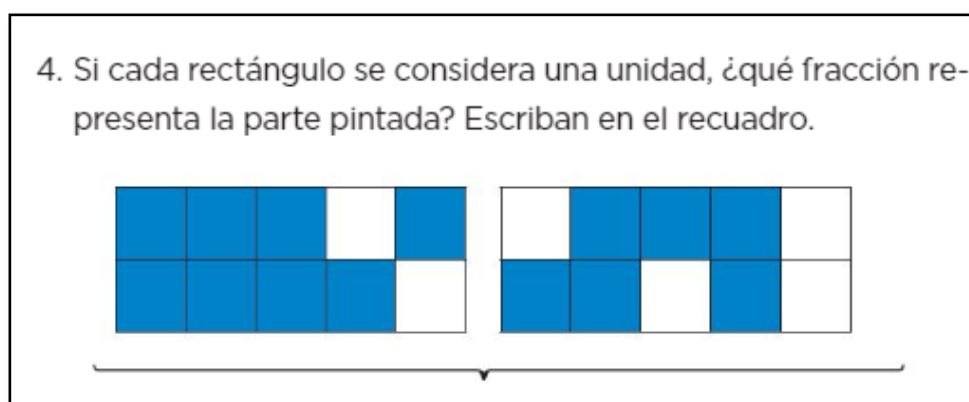 4. Si cada rectángulo se considera una unidad, ¿qué fracción re-
presenta la parte pintada? Escriban en el recuadro.